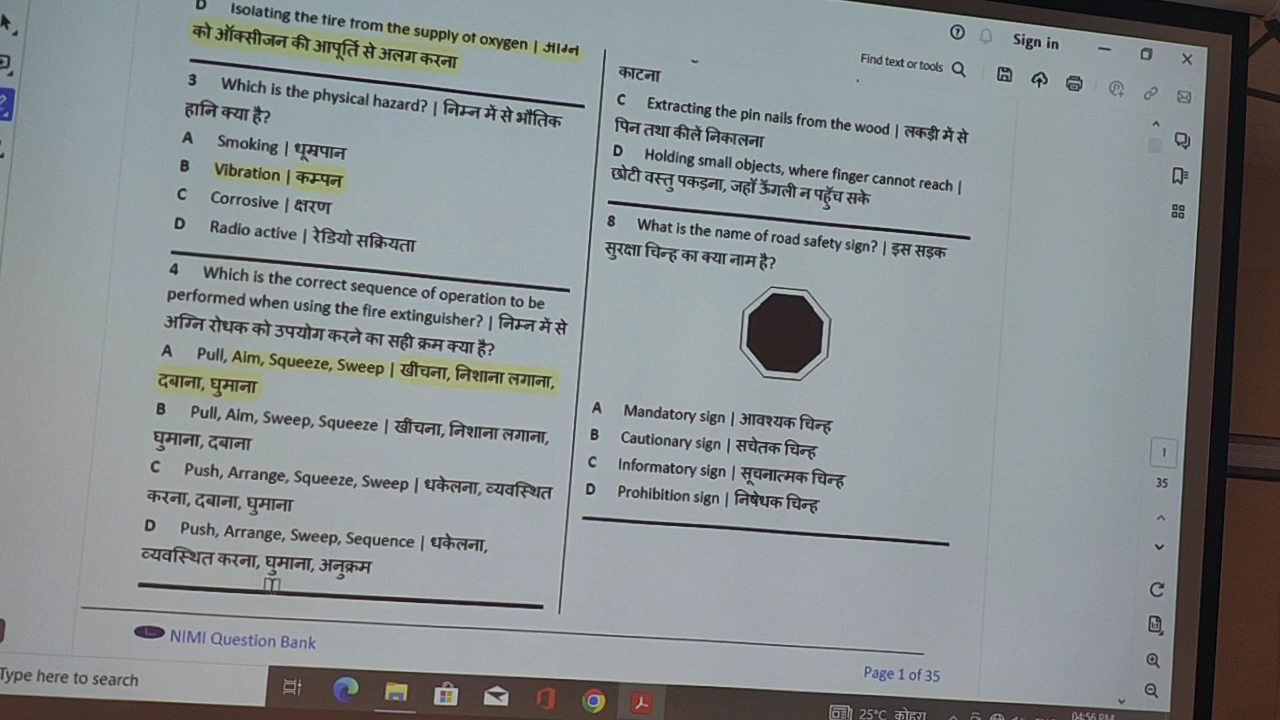 D Isolating the fire from the supply of oxygen | अग्नि
को ऑक्सीजन की आपूर्ति से अलग करना
3 Which is the physical hazard? | निम्न में से भौतिक
हानि क्या है?
A Smoking | धूम्रपान
B Vibration | कम्पन
C Corrosive | क्षरण
D Radio active | रेडियो सक्रियता
4 Which is the correct sequence of operation to be
performed when using the fire extinguisher? | निम्न में से
अग्नि रोधक को उपयोग करने का सही क्रम क्या है?
A Pull, Aim, Squeeze, Sweep | खींचना, निशाना लगाना,
दबाना, घुमाना
B Pull, Aim, Sweep, Squeeze | खींचना, निशाना लगाना,
घुमाना, दबाना
C Push, Arrange, Squeeze, Sweep | धकेलना, व्यवस्थित
करना, दबाना, घुमाना
D Push, Arrange, Sweep, Sequence | धकेलना,
व्यवस्थित करना, घुमाना, अनुक्रम
काटना
C Extracting the pin nails from the wood | लकड़ी में से
पिन तथा कीलें निकालना
D Holding small objects, where finger cannot reach |
छोटी वस्तु पकड़ना, जहाँ ऊँगली न पहुँच सके
8 What is the name of road safety sign? | इस सड़क
सुरक्षा चिन्ह का क्या नाम है?
A Mandatory sign | आवश्यक चिन्ह
B Cautionary sign | सचेतक चिन्ह
C Informatory sign | सूचनात्मक चिन्ह
D Prohibition sign | निषेधक चिन्ह
NIMI Question Bank
Page 1 of 35
Sign in
Find text or tools
35
Type here to search
25°C कोहरा
04:56 PM